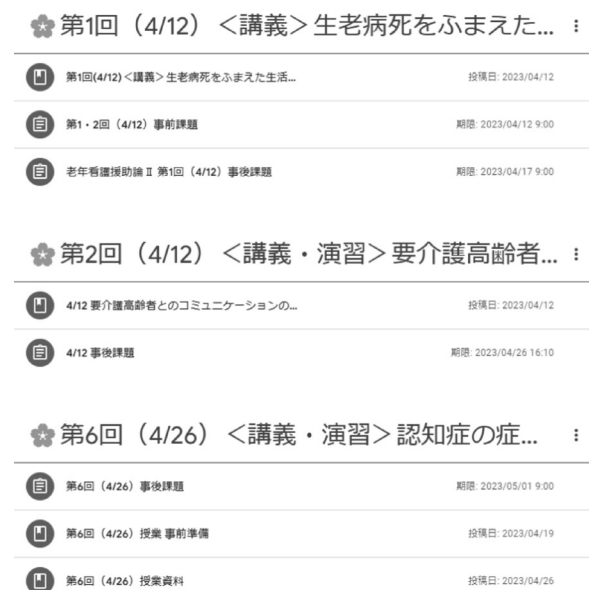 第1回（4/12）＜講義＞生老病死をふまえた...
第1回(4/12)＜講義＞生老病死をふまえた生活...
投稿日: 2023/04/12
第1・2回（4/12）事前課題
期限: 2023/04/12 9:00
老年看護援助論Ⅱ 第1回（4/12）事後課題
期限: 2023/04/17 9:00
第2回（4/12）＜講義・演習＞要介護高齢者...
4/12 要介護高齢者とのコミュニケーションの...
投稿日: 2023/04/12
4/12 事後課題
期限: 2023/04/26 16:10
第6回（4/26）＜講義・演習＞認知症の症...
第6回（4/26）事後課題
期限: 2023/05/01 9:00
第6回（4/26）授業 事前準備
投稿日: 2023/04/19
第6回（4/26）授業資料
投稿日: 2023/04/26